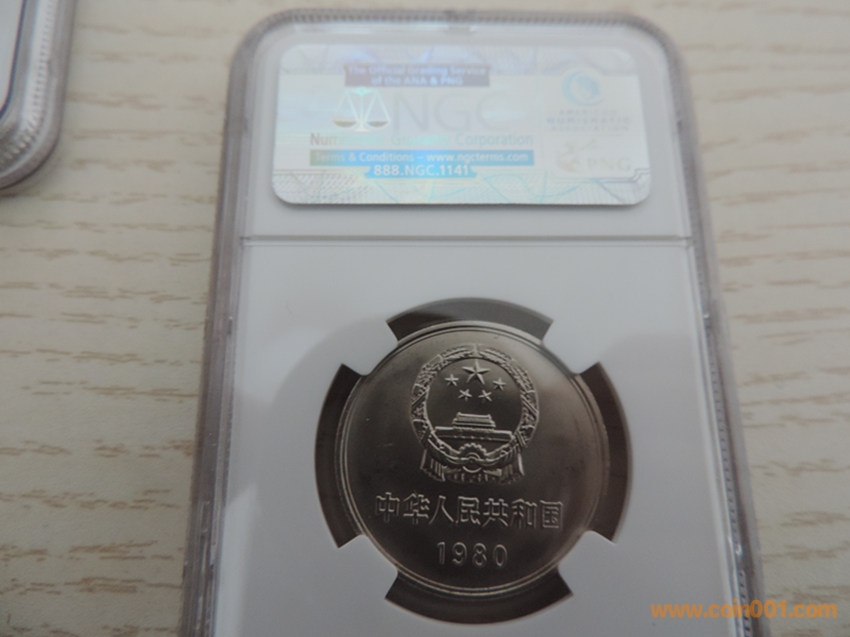 The Official Grading Service
of the ANA & PNG
NGC
Corporation
Terms & Conditions – www.ngcterms.com
888.NGC.1141
NUMISMATIC
PNG
中华人民共和国
1980
www.coin001.com